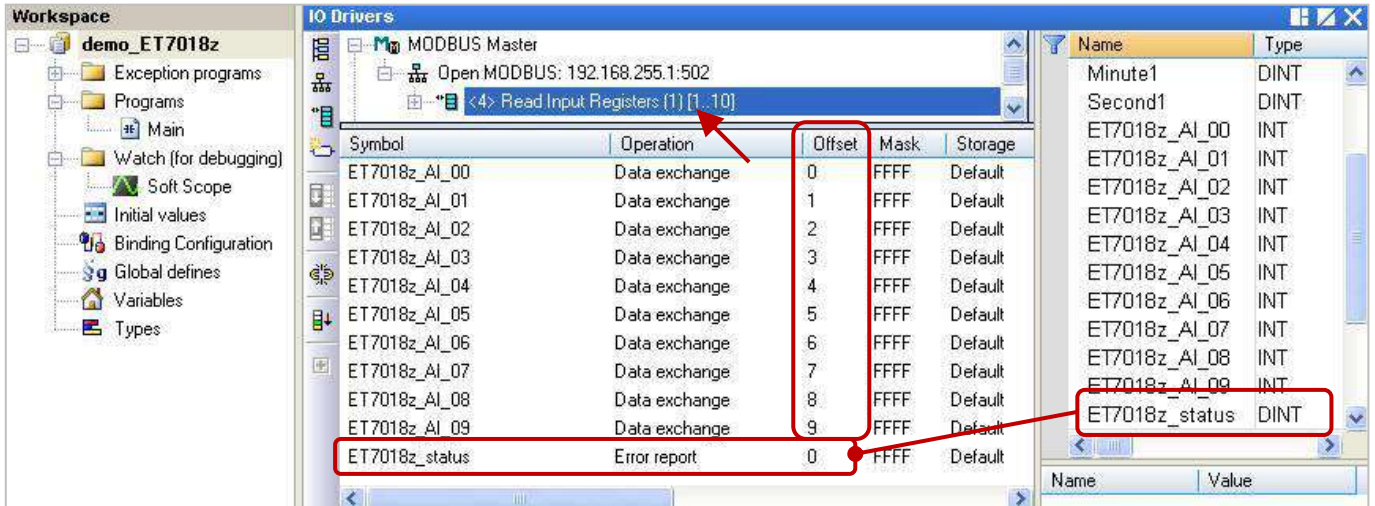 Workspace
demo_ET7018z
Exception programs
Programs
Main
Watch (for debugging)
Soft Scope
Initial values
Binding Configuration
Global defines
Variables
Types
IO Drivers
MODBUS Master
Open MODBUS: 192.168.255.1:502
<4> Read Input Registers (1) [1..10]
Symbol Operation Offset Mask Storage
ET7018z_AI_00 Data exchange 0 FFFF Default
ET7018z_AI_01 Data exchange 1 FFFF Default
ET7018z_AI_02 Data exchange 2 FFFF Default
ET7018z_AI_03 Data exchange 3 FFFF Default
ET7018z_AI_04 Data exchange 4 FFFF Default
ET7018z_AI_05 Data exchange 5 FFFF Default
ET7018z_AI_06 Data exchange 6 FFFF Default
ET7018z_AI_07 Data exchange 7 FFFF Default
ET7018z_AI_08 Data exchange 8 FFFF Default
ET7018z_AI_09 Data exchange 9 FFFF Default
ET7018z_status Error report 0 FFFF Default
Name Type
Minute1 DINT
Second1 DINT
ET7018z_AI_00 INT
ET7018z_AI_01 INT
ET7018z_AI_02 INT
ET7018z_AI_03 INT
ET7018z_AI_04 INT
ET7018z_AI_05 INT
ET7018z_AI_06 INT
ET7018z_AI_07 INT
ET7018z_AI_08 INT
ET7018z_AI_09 INT
ET7018z_status DINT
Name Value